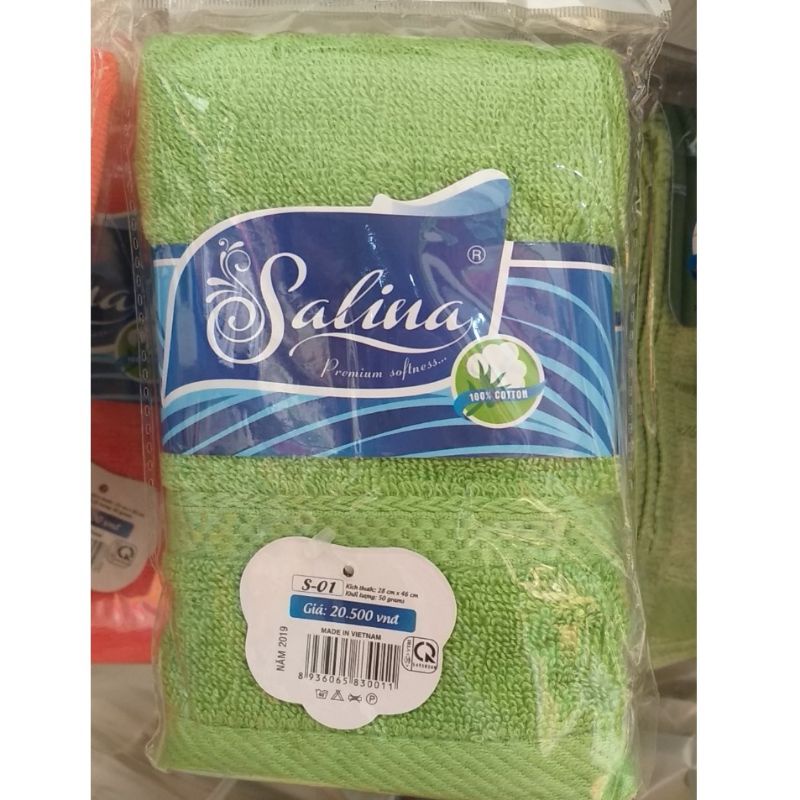 Salina
®
Premium softness...
100% COTTON
S-01
Kích thước: 28 cm x 46 cm
Khối lượng: 50 gram
Giá: 20.500 vnđ
MADE IN VIETNAM
NĂM 2019
8 936065 830011
P